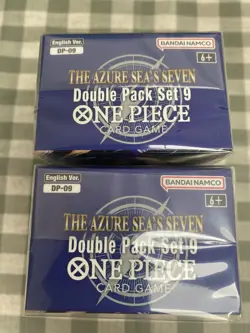 English Ver.
DP-09
BANDAI NAMCO
6+
THE AZURE SEA'S SEVEN
Double Pack Set 9
ONE PIECE
CARD GAME
English Ver.
DP-09
BANDAI NAMCO
6+
THE AZURE SEA'S SEVEN
Double Pack Set 9
ONE PIECE
CARD GAME